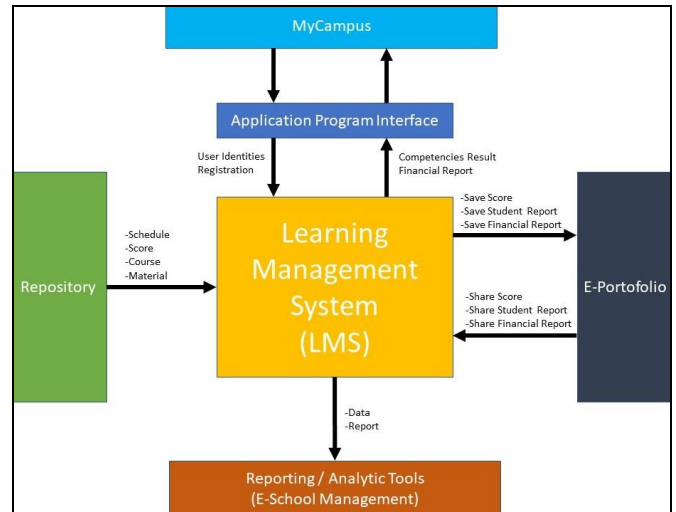 MyCampus
Application Program Interface
User Identities
Registration
Competencies Result
Financial Report
-Save Score
-Save Student Report
-Save Financial Report
-Schedule
-Score
-Course
-Material
Learning
Management
System
(LMS)
Repository
E-Portofolio
-Share Score
-Share Student Report
-Share Financial Report
-Data
-Report
Reporting / Analytic Tools
(E-School Management)